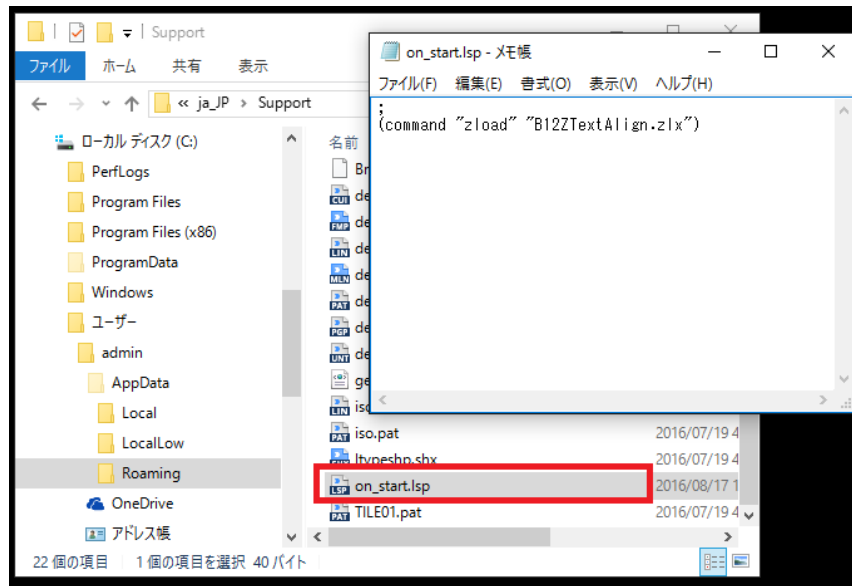 Support
ファイル ホーム 共有 表示
« ja_JP > Support
ローカル ディスク (C:)
PerfLogs
Program Files
Program Files (x86)
ProgramData
Windows
ユーザー
admin
AppData
Local
LocalLow
Roaming
OneDrive
アドレス帳
名前
iso.pat 2016/07/19 4
ltypeshp.shx 2016/07/19 4
on_start.lsp 2016/08/17 1
TILE01.pat 2016/07/19 4
22 個の項目 1 個の項目を選択 40 バイト
on_start.lsp - メモ帳
ファイル(F) 編集(E) 書式(O) 表示(V) ヘルプ(H)
;
(command "zload" "B12ZTextAlign.zlx")